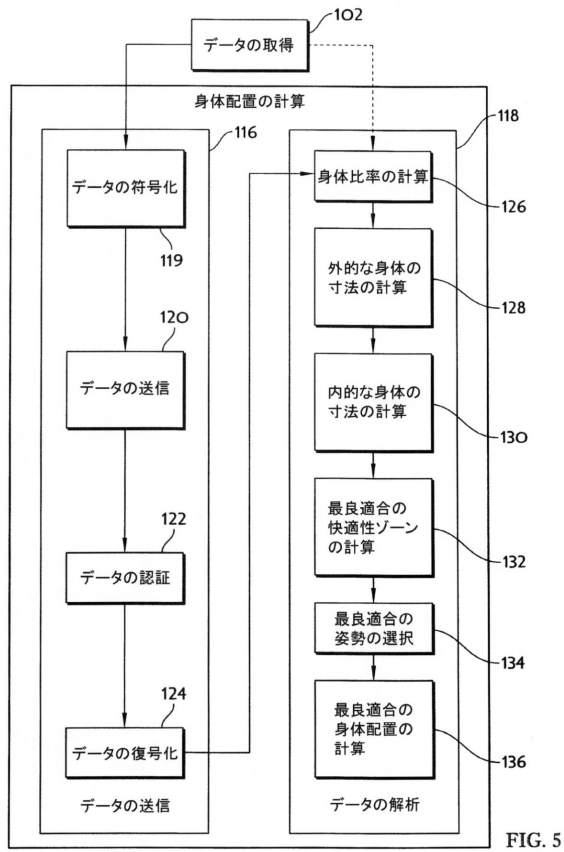 データの取得
102
身体配置の計算
116
データの符号化
119
120
データの送信
122
データの認証
124
データの復号化
データの送信
118
身体比率の計算
126
外的な身体の
寸法の計算
128
内的な身体の
寸法の計算
130
最良適合の
快適性ゾーン
の計算
132
最良適合の
姿勢の選択
134
最良適合の
身体配置の
計算
136
データの解析
FIG. 5